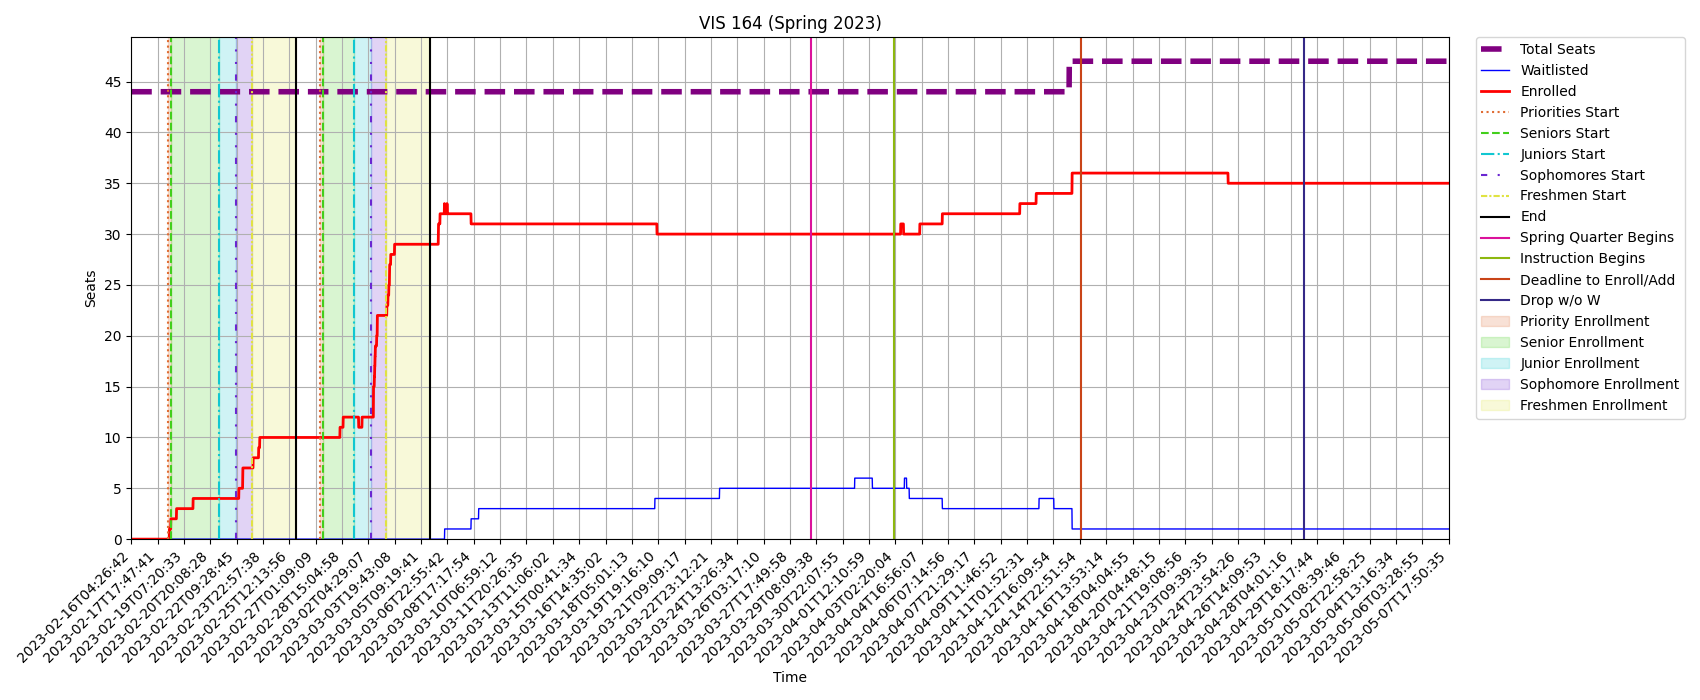 VIS 164 (Spring 2023)
Seats
45
40
35
30
25
20
15
10
5
0
2023-02-16T04:26:42
2023-02-17T17:47:41
2023-02-19T07:20:33
2023-02-20T20:08:28
2023-02-22T09:28:45
2023-02-23T22:57:38
2023-02-25T12:13:56
2023-02-27T01:09:09
2023-02-28T15:04:58
2023-03-02T04:29:07
2023-03-03T19:43:08
2023-03-05T09:19:41
2023-03-06T22:55:42
2023-03-08T17:17:54
2023-03-10T06:59:12
2023-03-11T20:26:35
2023-03-13T11:06:02
2023-03-15T00:41:34
2023-03-16T14:35:02
2023-03-18T05:01:13
2023-03-19T19:16:10
2023-03-21T09:09:17
2023-03-22T23:12:21
2023-03-24T13:26:34
2023-03-26T03:17:10
2023-03-27T17:49:58
2023-03-29T08:09:38
2023-03-30T22:07:55
2023-04-01T12:10:59
2023-04-03T03:20:04
2023-04-04T16:56:07
2023-04-06T07:14:56
2023-04-07T21:29:17
2023-04-09T11:46:52
2023-04-11T01:52:31
2023-04-12T16:09:54
2023-04-14T22:51:54
2023-04-16T13:53:14
2023-04-18T04:04:55
2023-04-20T04:48:15
2023-04-21T19:08:56
2023-04-23T09:39:35
2023-04-24T23:54:26
2023-04-26T14:09:53
2023-04-28T04:01:16
2023-04-29T18:17:44
2023-05-01T08:39:46
2023-05-02T22:58:25
2023-05-04T13:16:34
2023-05-06T03:28:55
2023-05-07T17:50:35
Time
Total Seats
Waitlisted
Enrolled
Priorities Start
Seniors Start
Juniors Start
Sophomores Start
Freshmen Start
End
Spring Quarter Begins
Instruction Begins
Deadline to Enroll/Add
Drop w/o W
Priority Enrollment
Senior Enrollment
Junior Enrollment
Sophomore Enrollment
Freshmen Enrollment